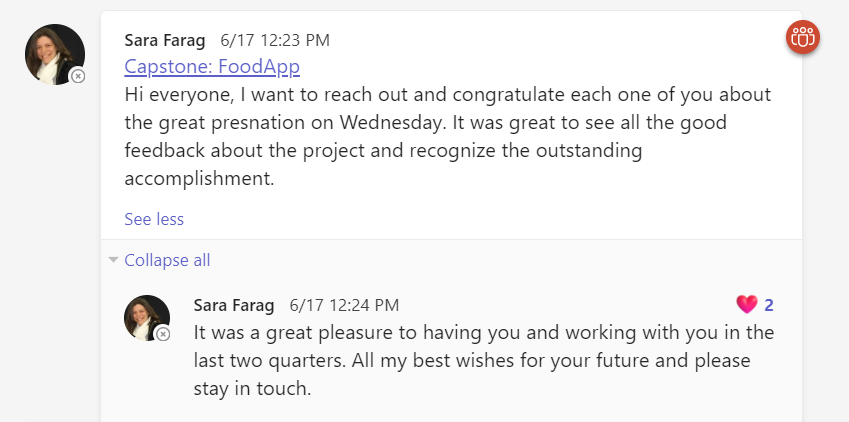 Sara Farag 6/17 12:23 PM
Capstone: FoodApp
Hi everyone, I want to reach out and congratulate each one of you about
the great presnation on Wednesday. It was great to see all the good
feedback about the project and recognize the outstanding
accomplishment.
See less
Collapse all
Sara Farag 6/17 12:24 PM 2
It was a great pleasure to having you and working with you in the
last two quarters. All my best wishes for your future and please
stay in touch.